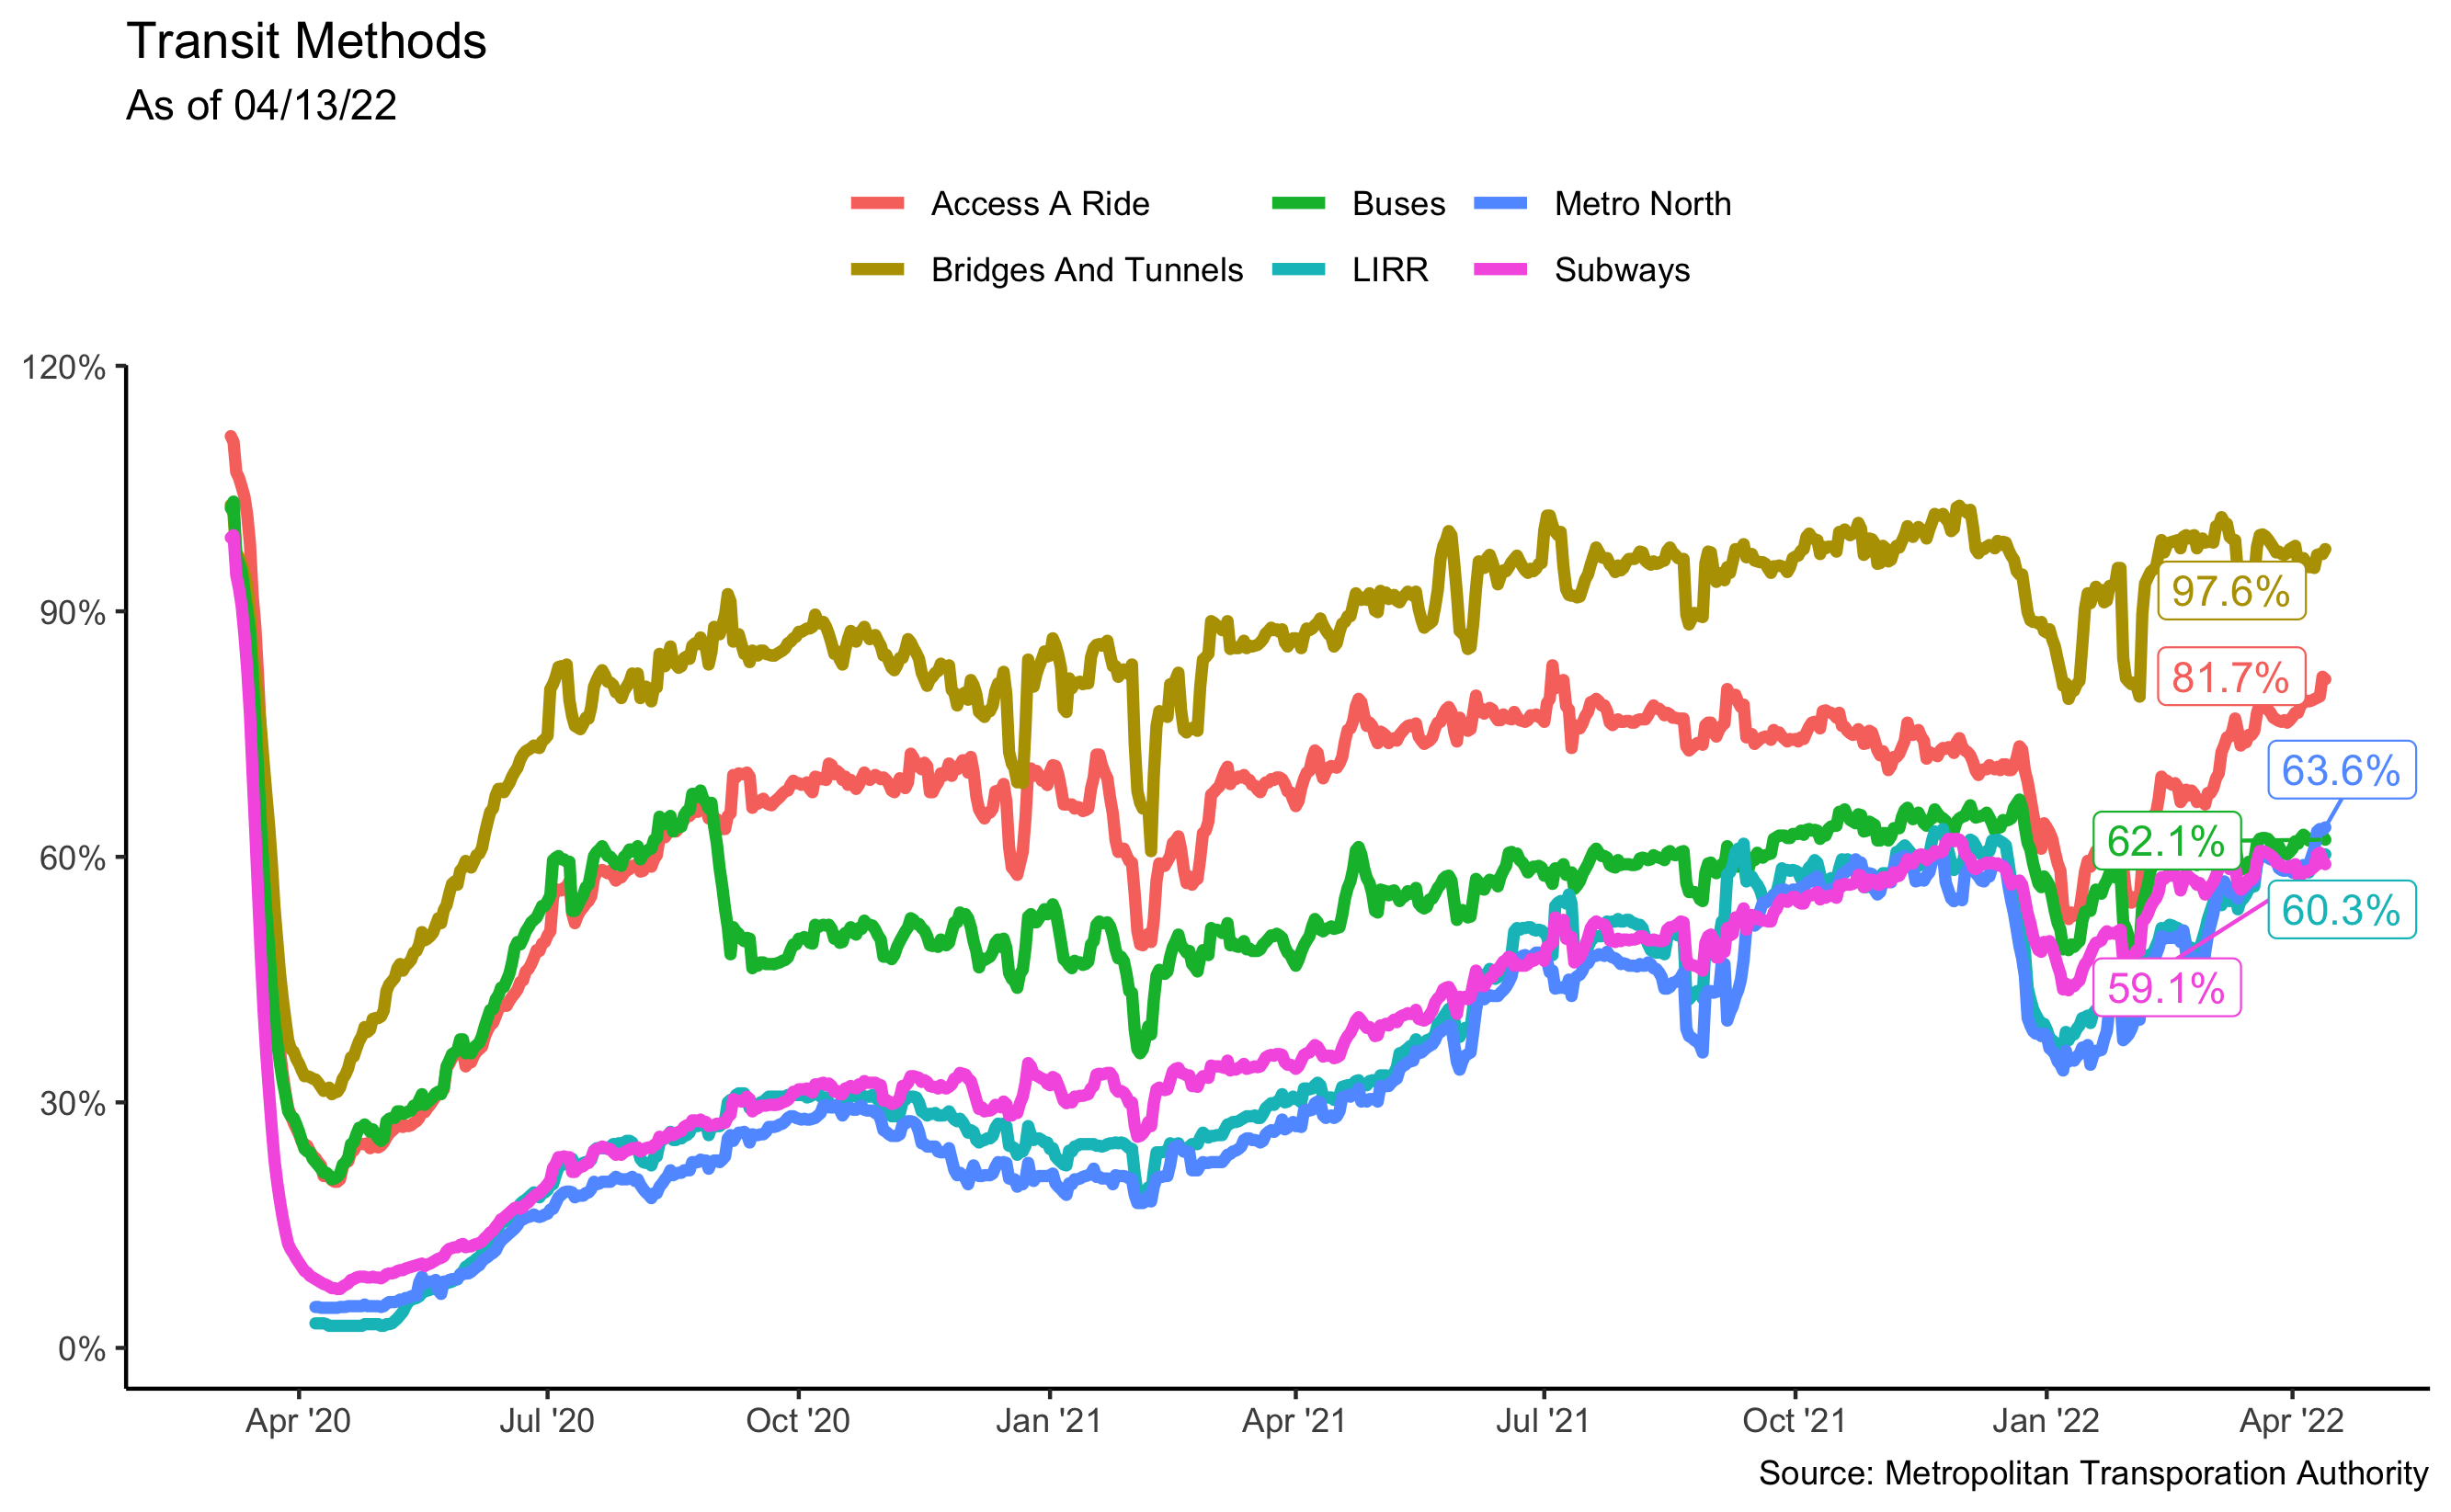 Transit Methods
As of 04/13/22
Access A Ride
Buses
Metro North
Bridges And Tunnels
LIRR
Subways
120%
90%
60%
30%
0%
97.6%
81.7%
63.6%
62.1%
60.3%
59.1%
Apr '20
Jul '20
Oct '20
Jan '21
Apr '21
Jul '21
Oct '21
Jan '22
Apr '22
Source: Metropolitan Transporation Authority